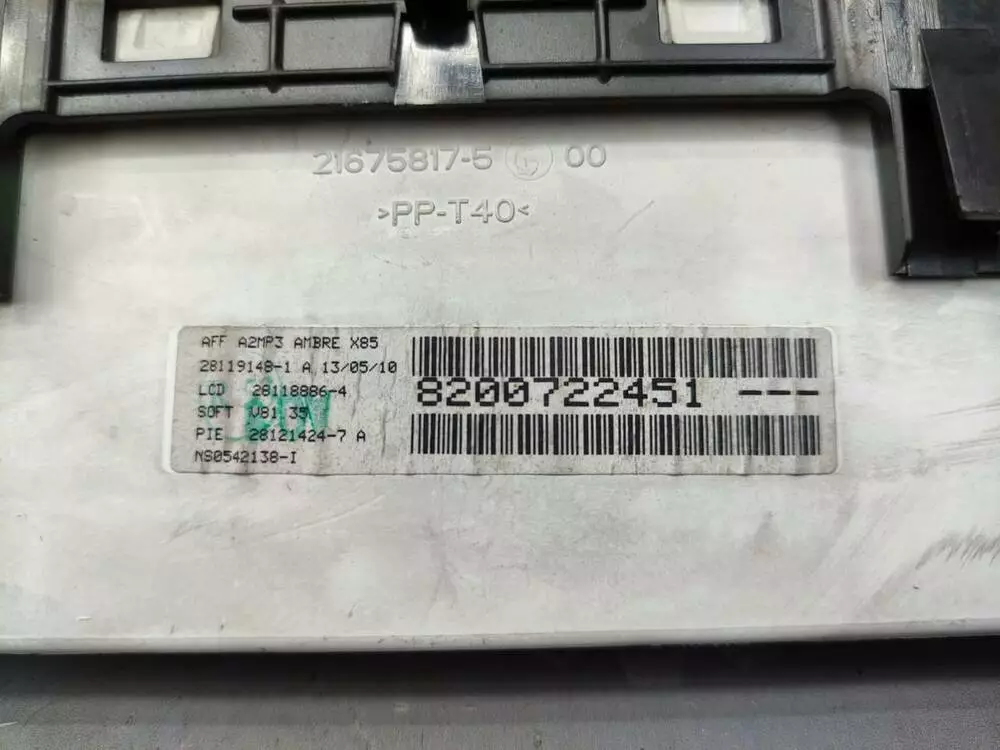 21675817-5 00
>PP-T40<
AFF A2MP3 AMBRE X85
28119148-1 A 13/05/10
LCD 28118886-4
SOFT V81.35
PIE 28121424-7 A
NS0542138-I
8200722451 ---